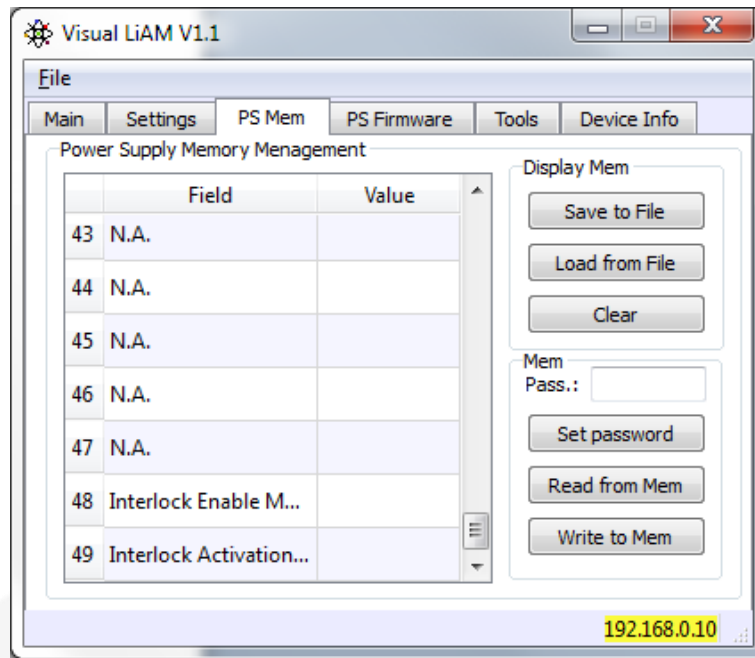 Visual LiAM V1.1
File
Main Settings PS Mem PS Firmware Tools Device Info
Power Supply Memory Menagement
Field Value
43 N.A.
44 N.A.
45 N.A.
46 N.A.
47 N.A.
48 Interlock Enable M...
49 Interlock Activation...
Display Mem
Save to File
Load from File
Clear
Mem
Pass.:
Set password
Read from Mem
Write to Mem
192.168.0.10